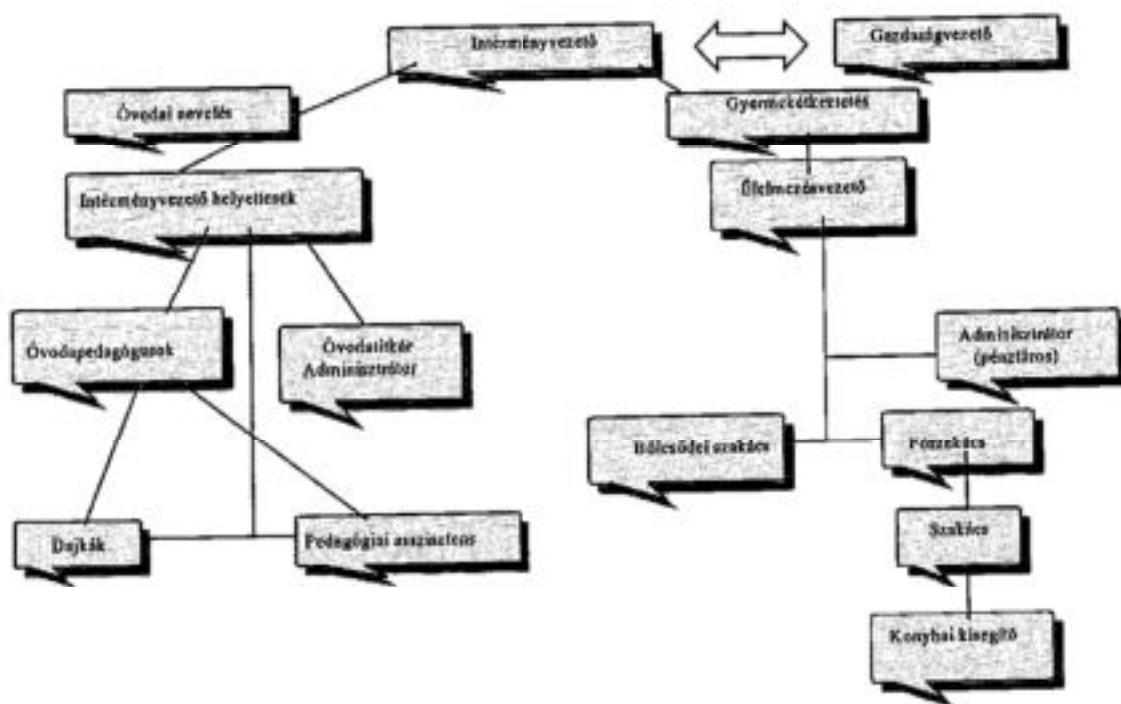 Intézményvezető
Gazdaságvezető
Óvodai nevelés
Gyermekétkeztetés
Intézményvezető helyettesek
Élelmezésvezető
Óvodapedagógusok
Óvodatitkár
Adminisztrátor
Adminisztrátor
(pénztáros)
Bölcsődei szakács
Főszakács
Dajkák
Pedagógiai asszisztens
Szakács
Konyhai kisegítő